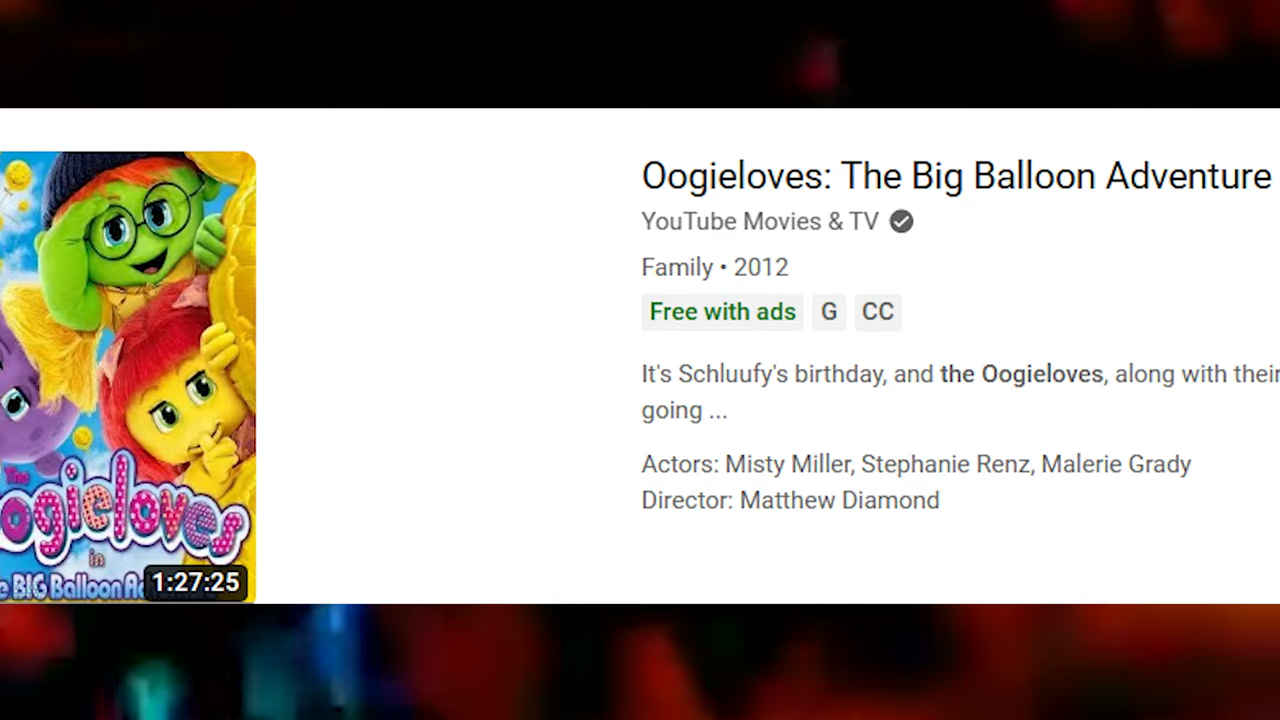 Oogieloves: The Big Balloon Adventure
YouTube Movies & TV
Family • 2012
Free with ads G CC
It's Schluufy's birthday, and the Oogieloves, along with their
going ...
Actors: Misty Miller, Stephanie Renz, Malerie Grady
Director: Matthew Diamond
The
ogieloves
in
BIG Balloon
1:27:25